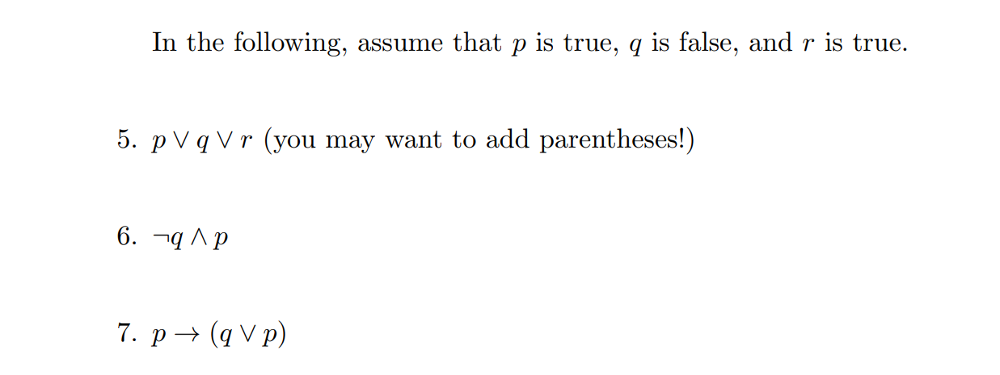 In the following, assume that p is true, q is false, and r is true.
5. p ∨ q ∨ r (you may want to add parentheses!)
6. ¬q ∧ p
7. p → (q ∨ p)